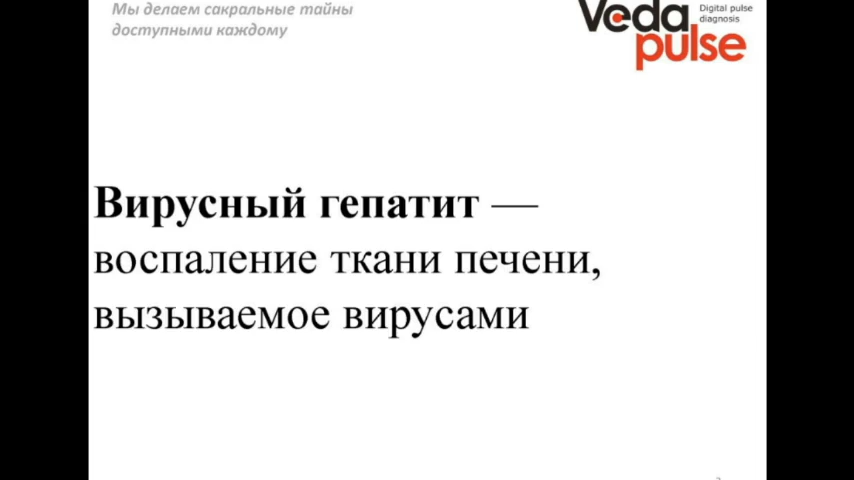 Мы делаем сакральные тайны
доступными каждому
Veda
pulse
Digital pulse
diagnosis
Вирусный гепатит —
воспаление ткани печени,
вызываемое вирусами